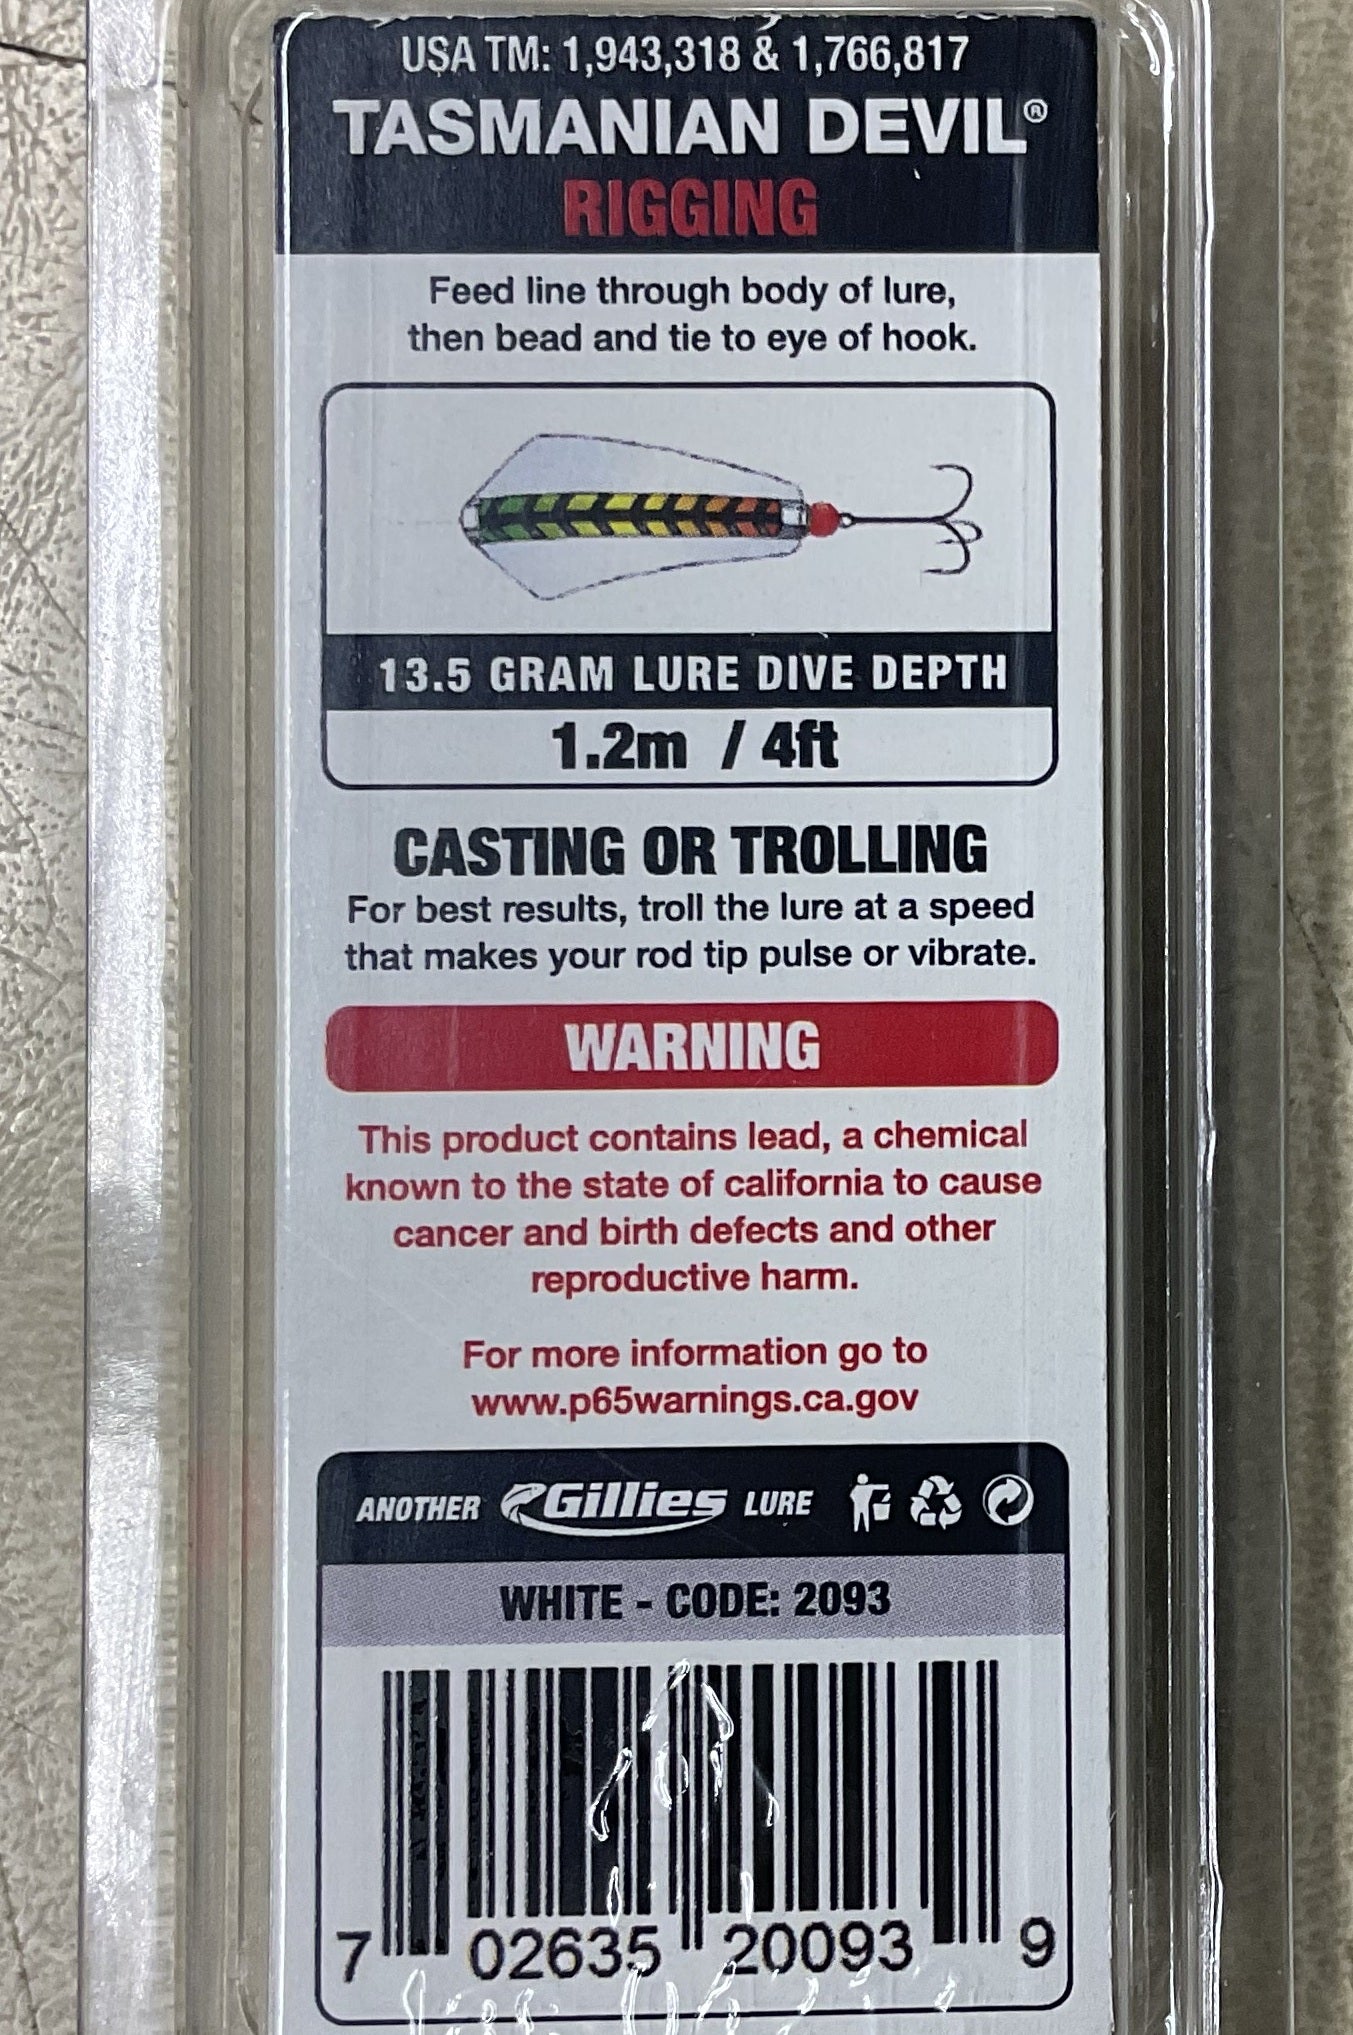 USA TM: 1,943,318 & 1,766,817
TASMANIAN DEVIL®
RIGGING
Feed line through body of lure,
then bead and tie to eye of hook.
13.5 GRAM LURE DIVE DEPTH
1.2m / 4ft
CASTING OR TROLLING
For best results, troll the lure at a speed
that makes your rod tip pulse or vibrate.
WARNING
This product contains lead, a chemical
known to the state of california to cause
cancer and birth defects and other
reproductive harm.
For more information go to
www.p65warnings.ca.gov
ANOTHER Gillies LURE
WHITE - CODE: 2093
7 02635 20093 9